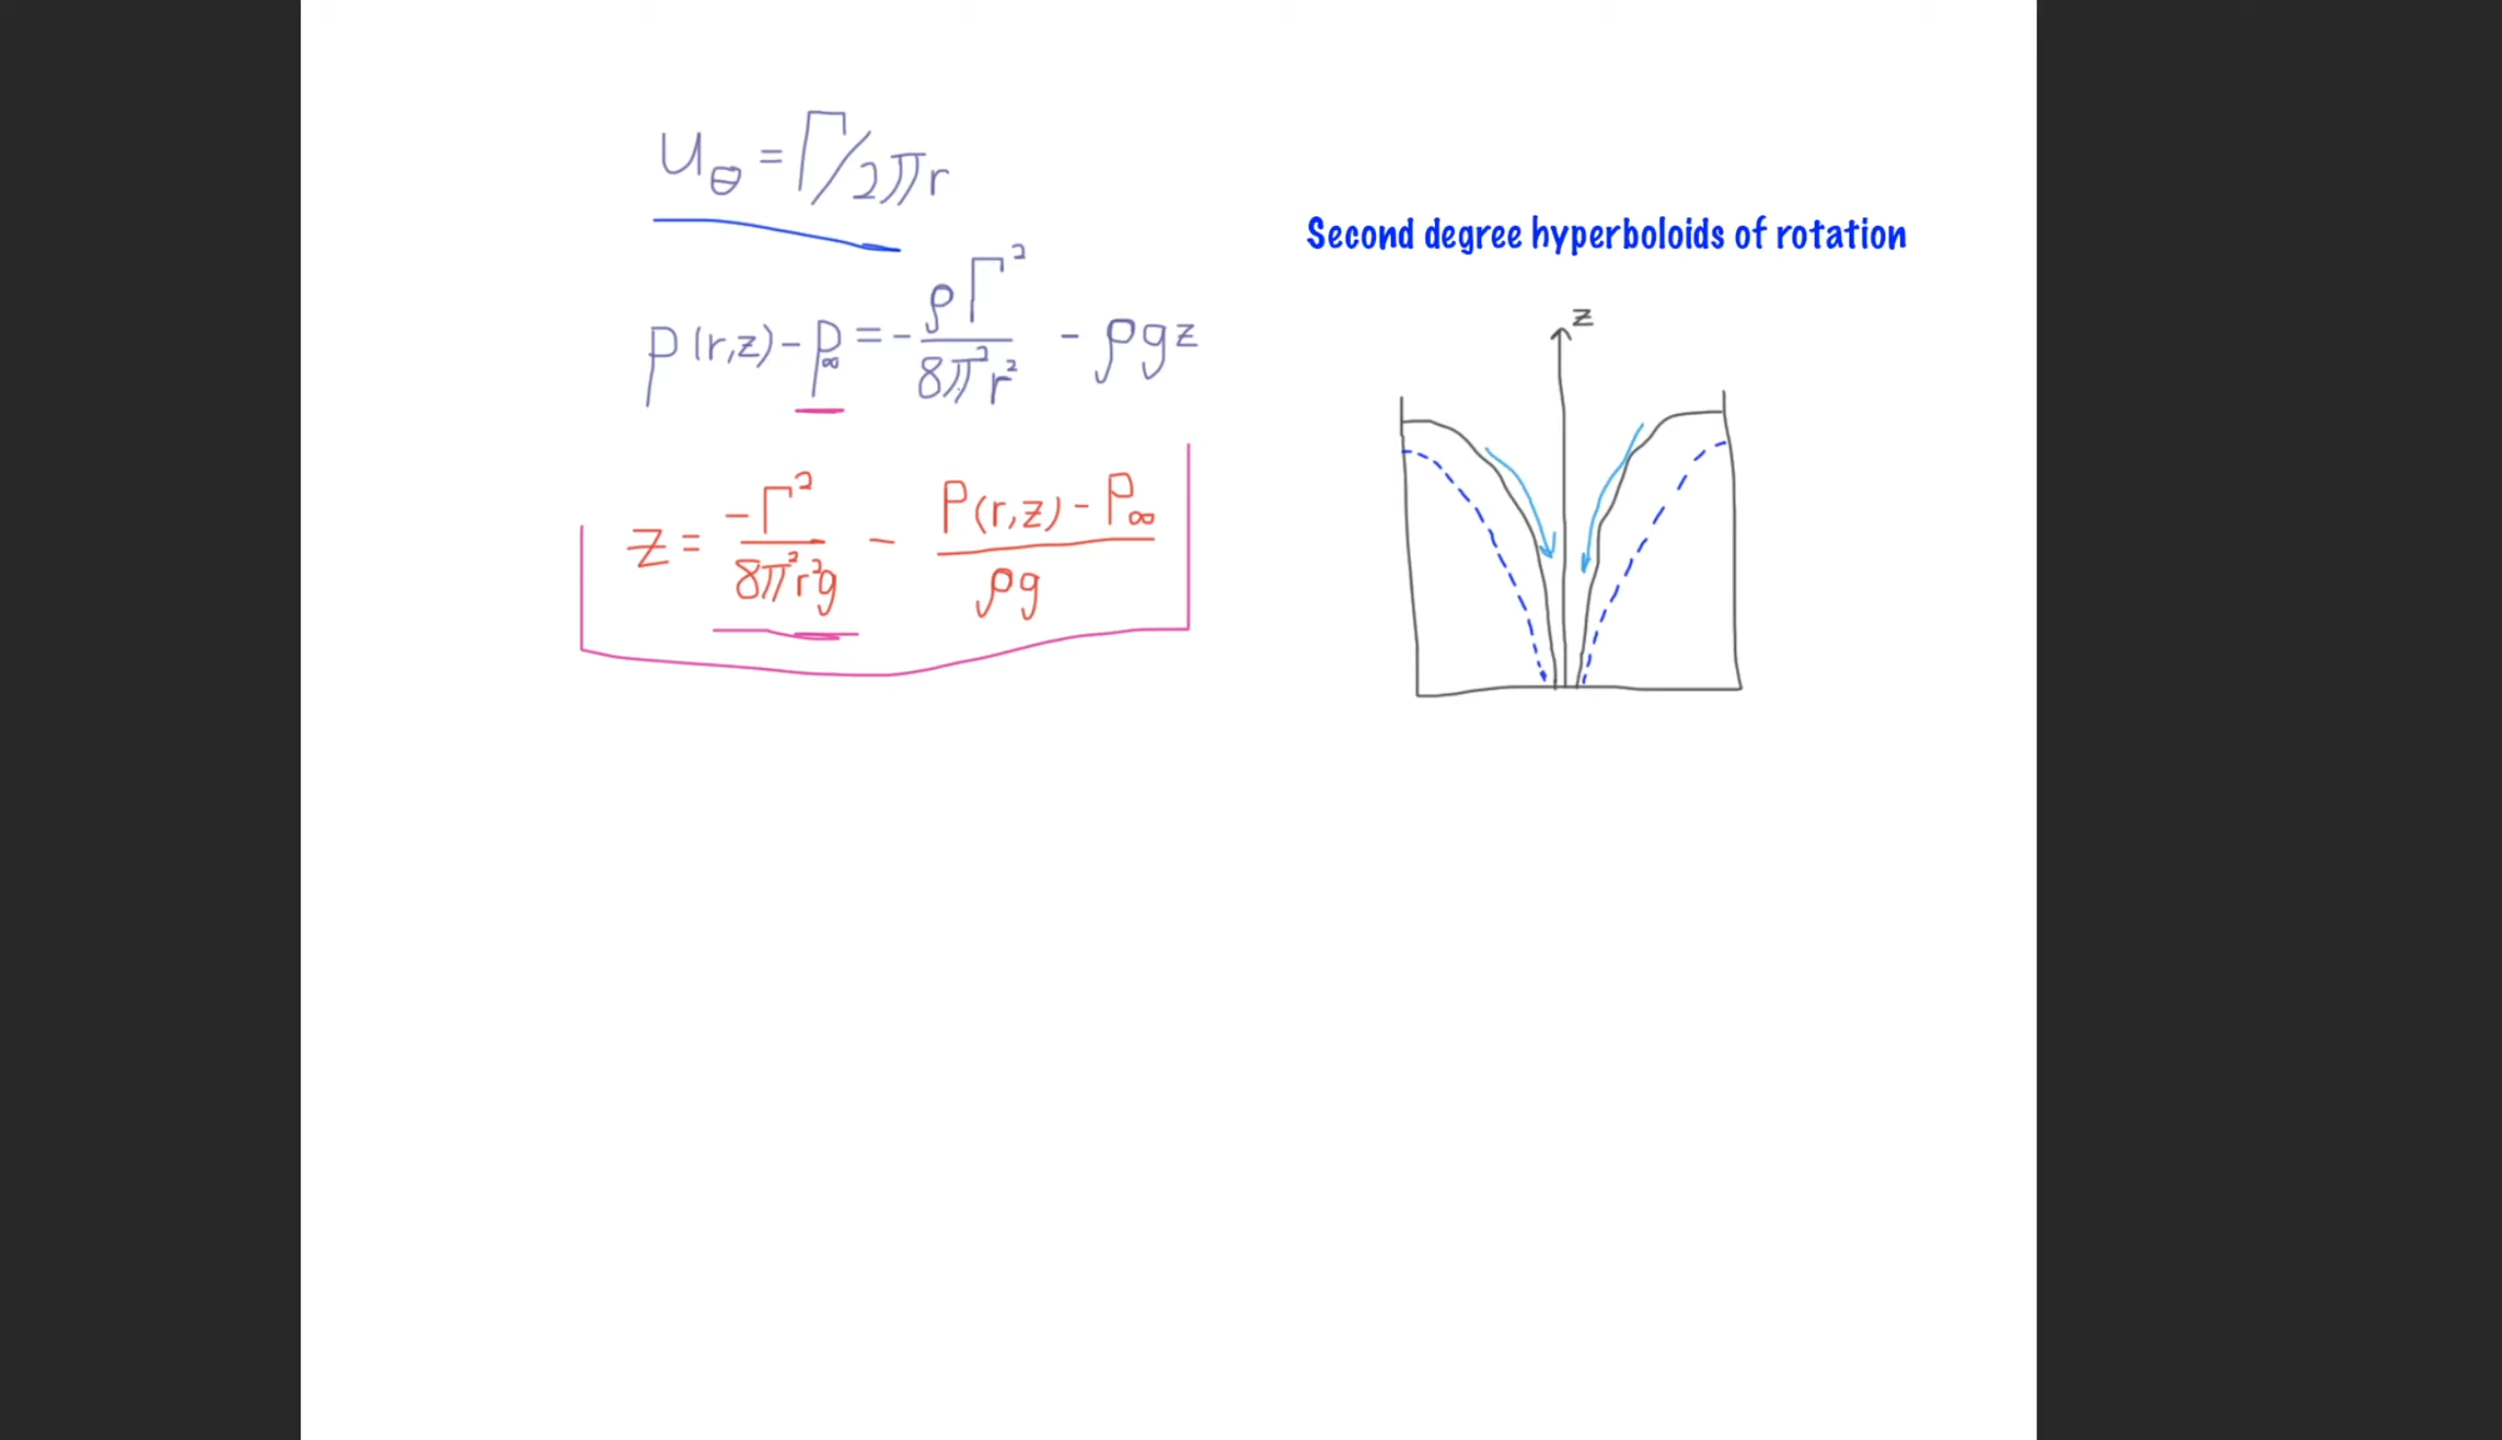 u_θ = Γ/2πr
Second degree hyperboloids of rotation
p(r,z) - p_∞ = - ρΓ²/8π²r² - ρgz
z
z = -Γ²/8π²r²g - P(r,z) - P_∞/ρg